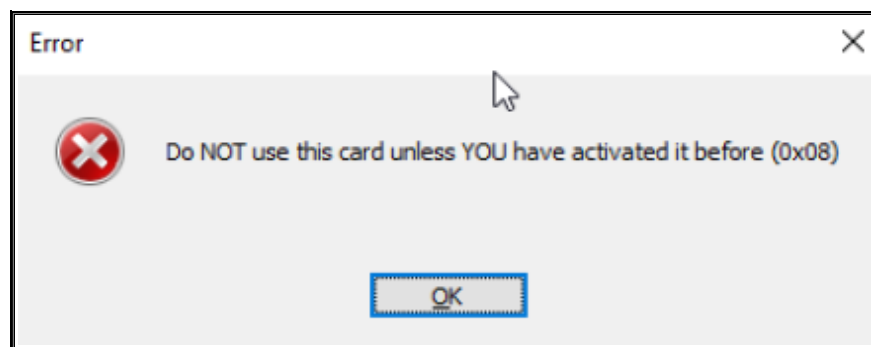 Error
Do NOT use this card unless YOU have activated it before (0x08)
OK